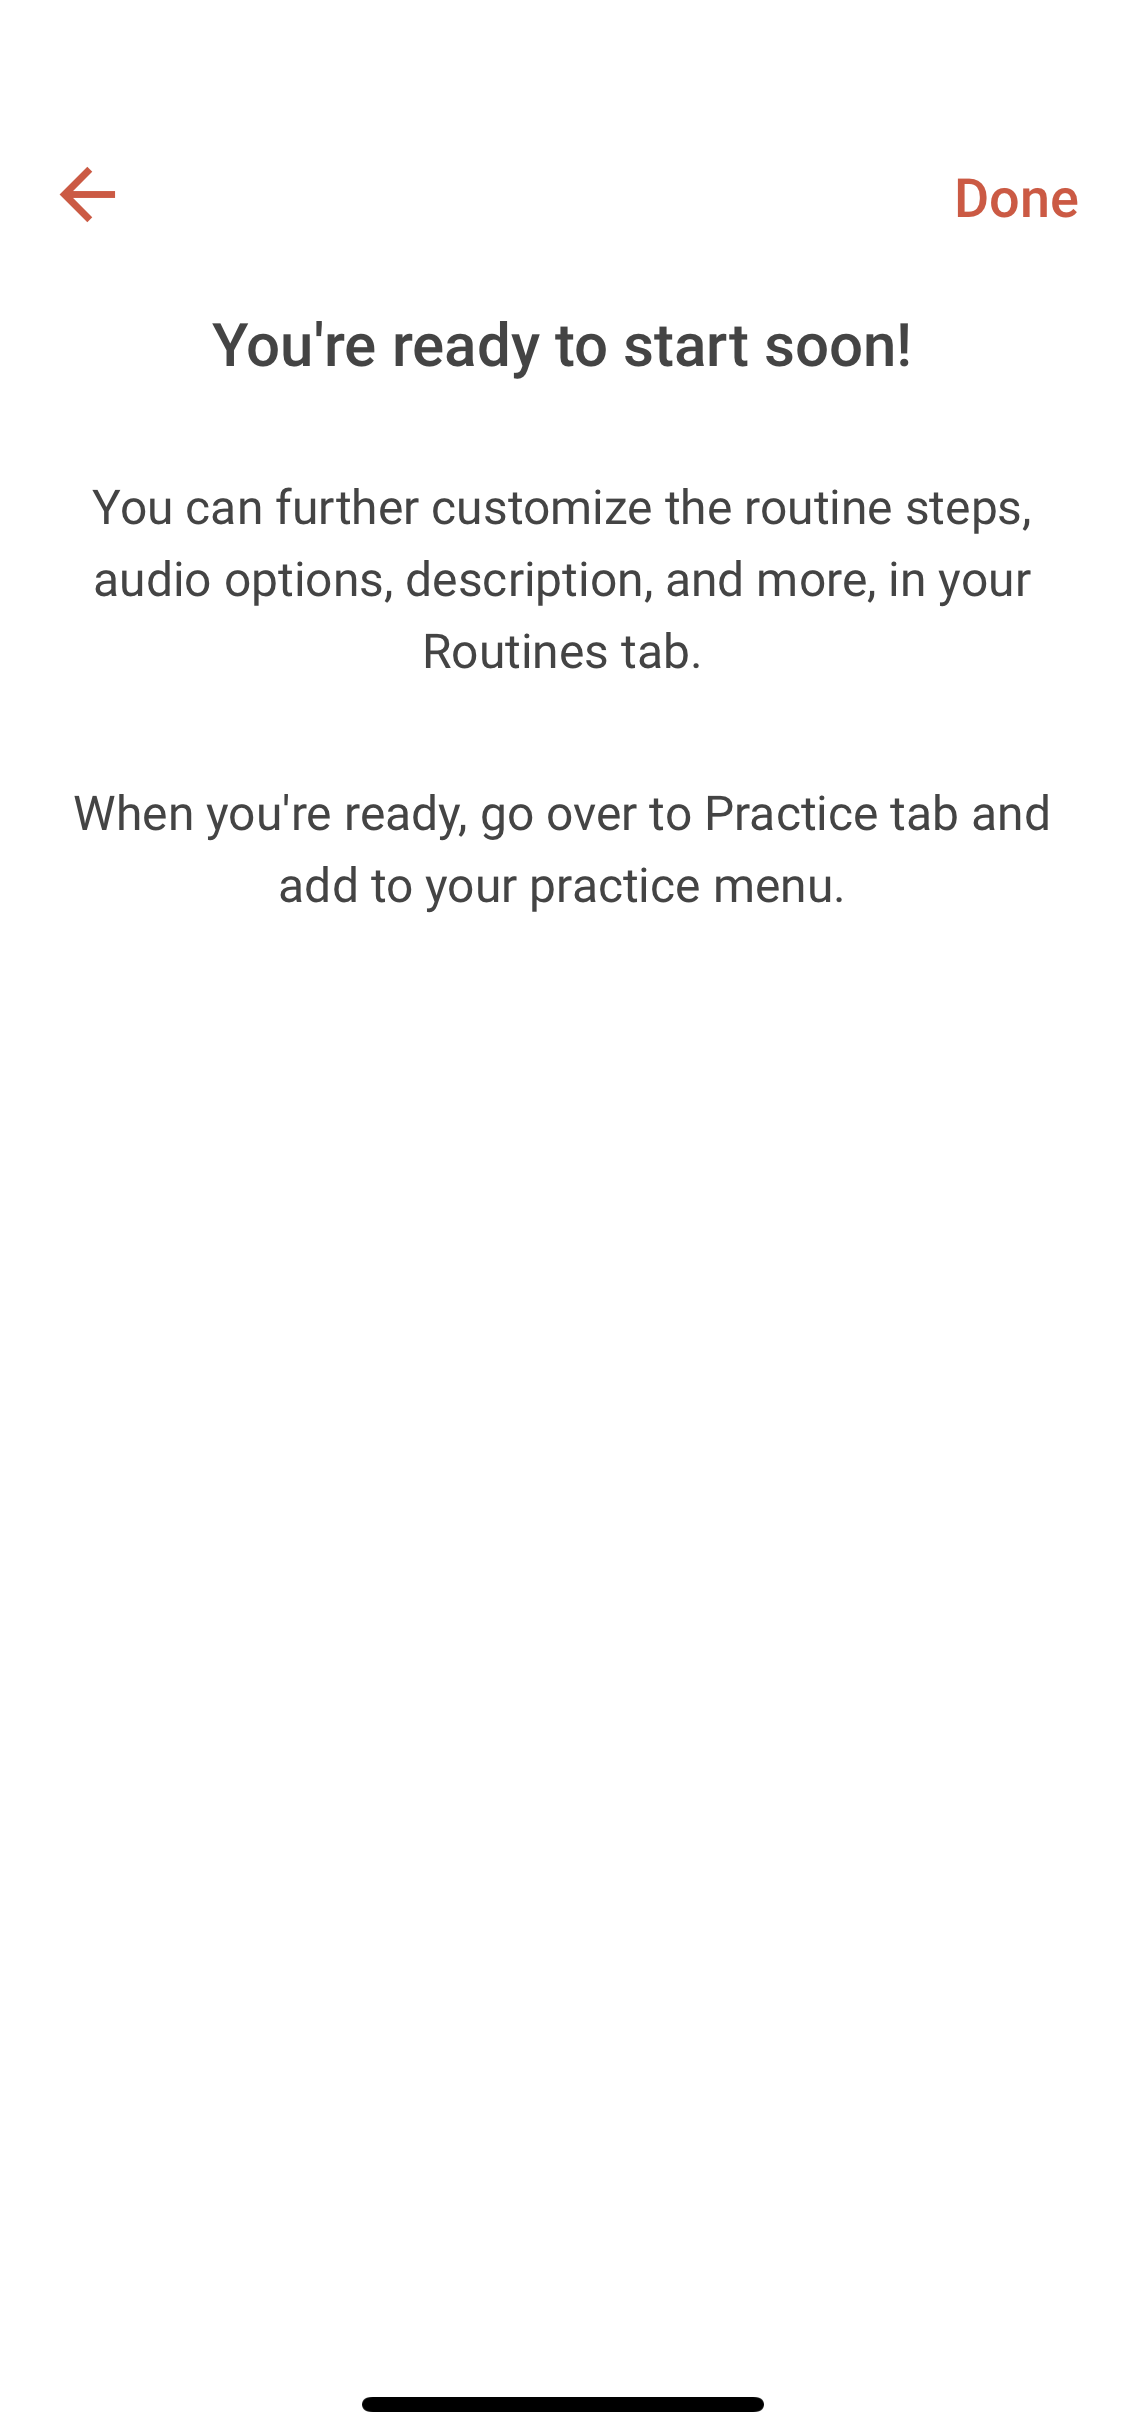 Done
You're ready to start soon!
You can further customize the routine steps,
audio options, description, and more, in your
Routines tab.
When you're ready, go over to Practice tab and
add to your practice menu.